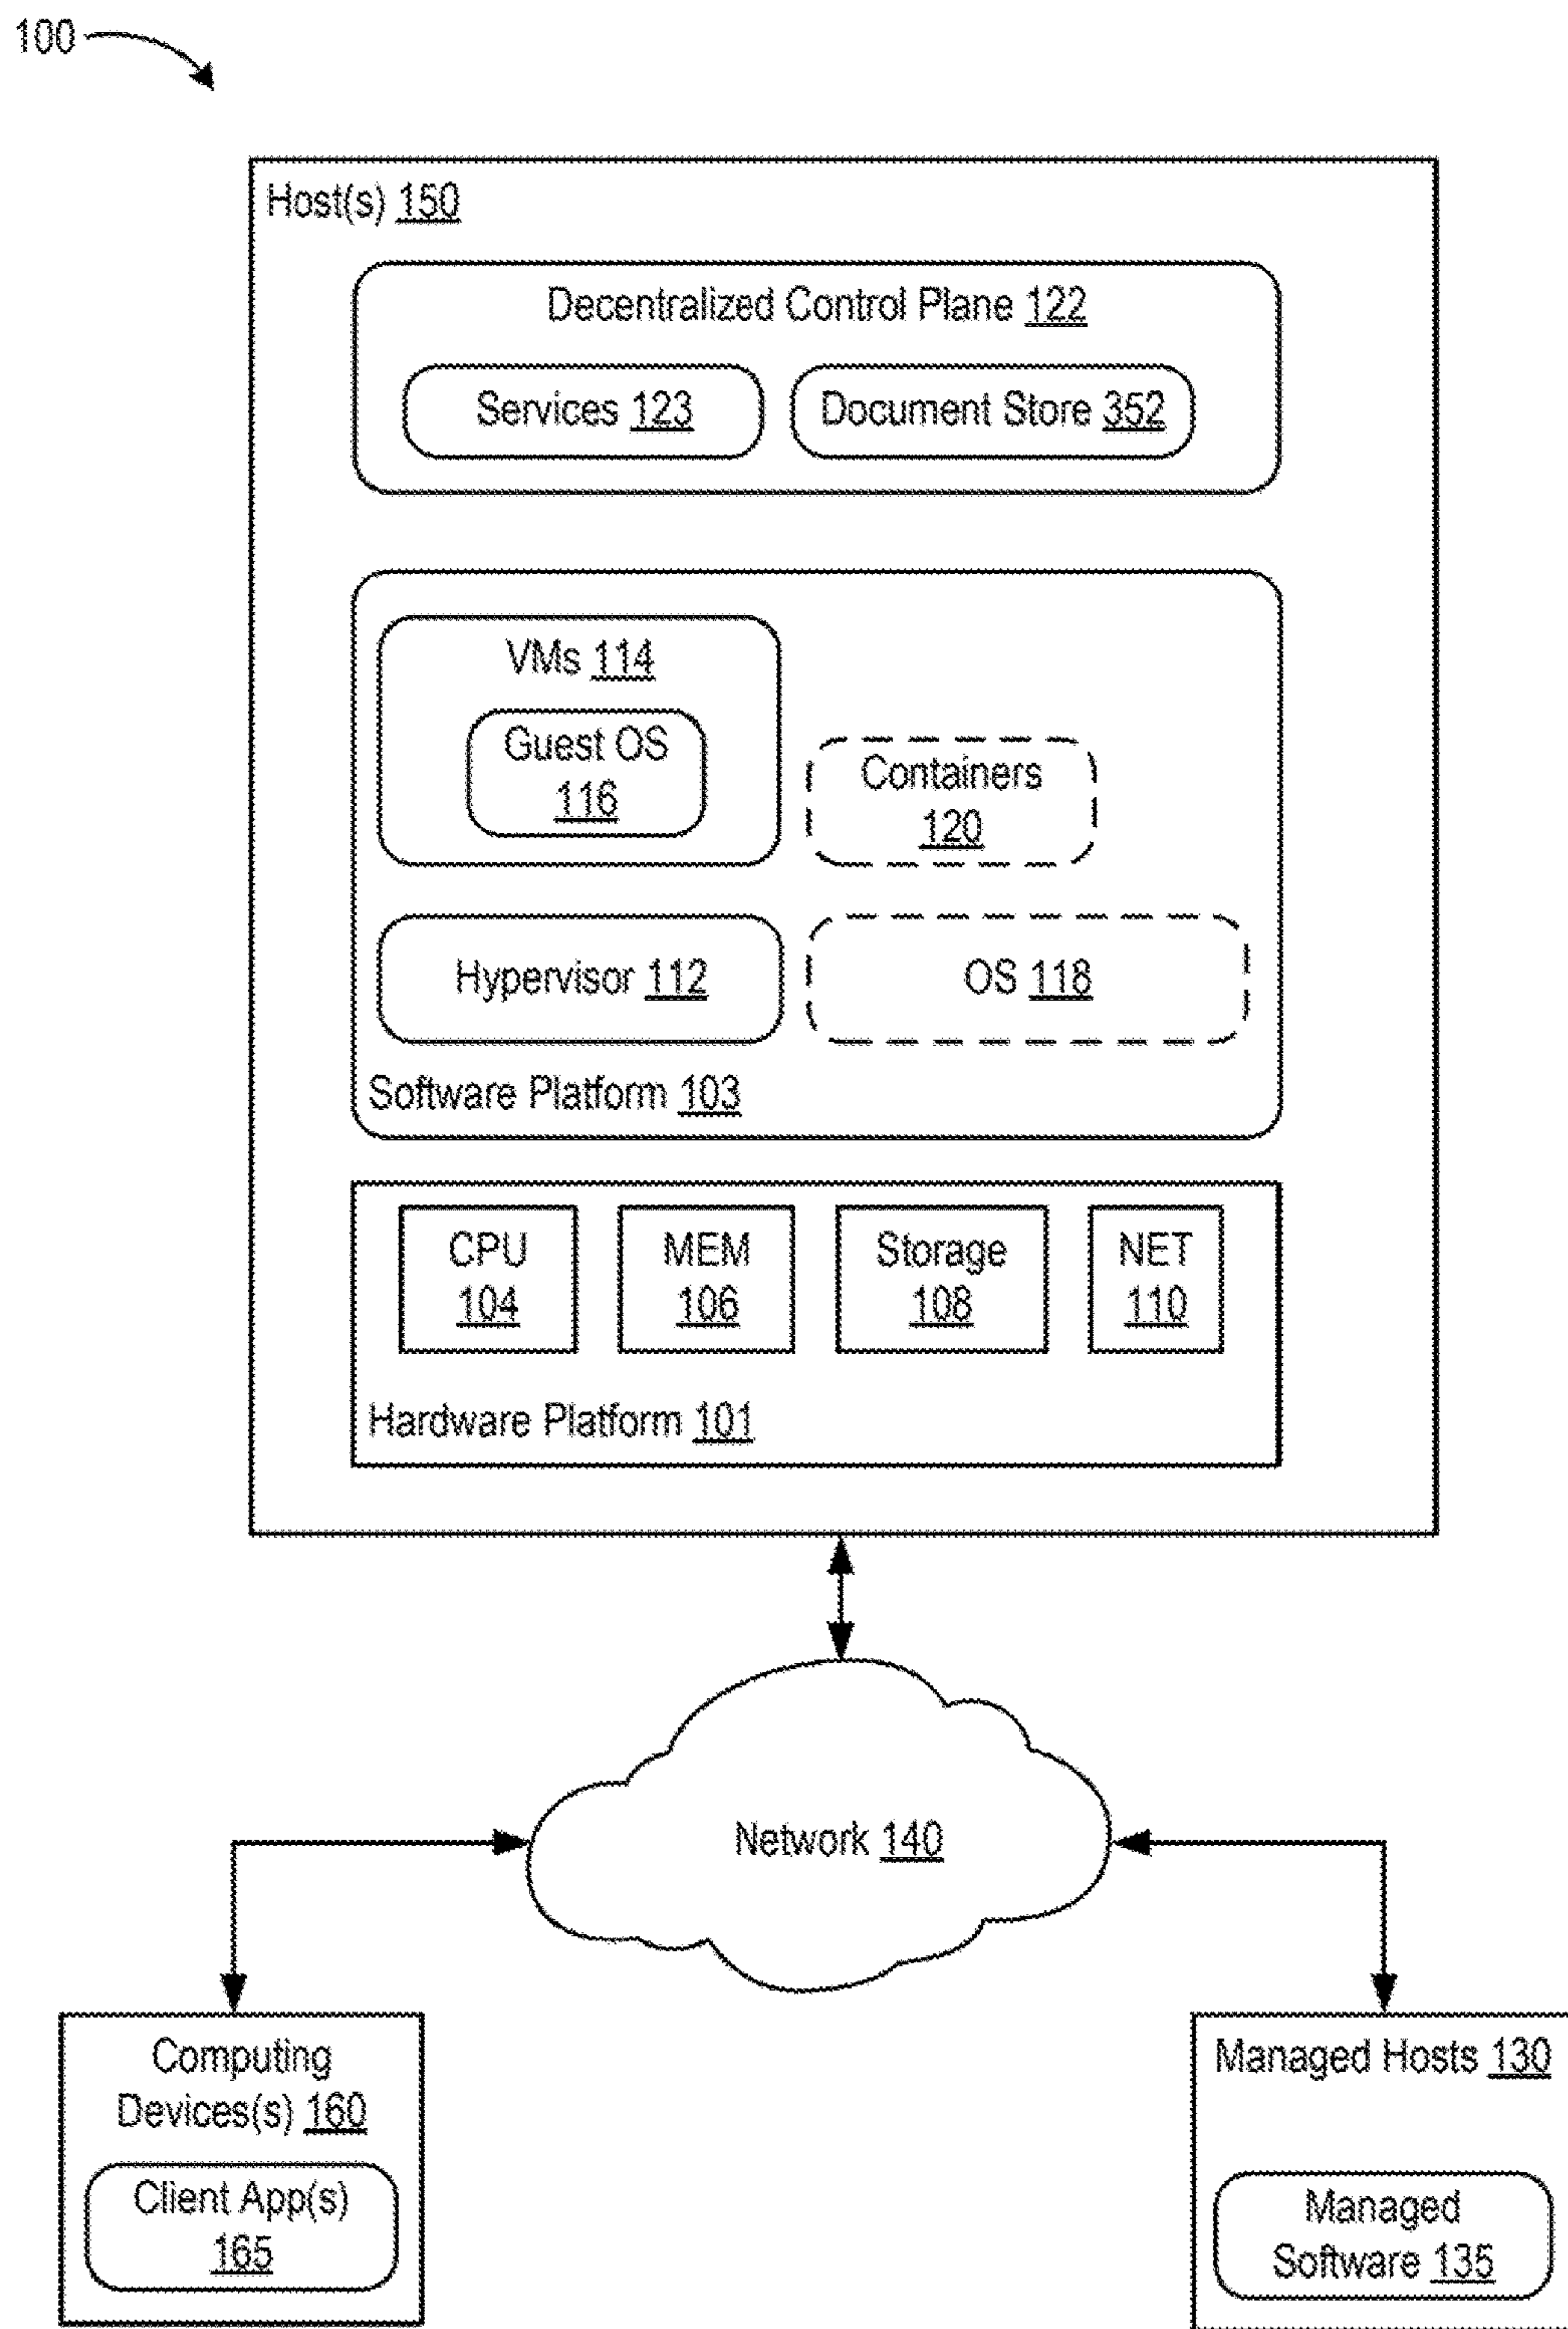 100
Host(s) 150
Decentralized Control Plane 122
Services 123
Document Store 352
VMs 114
Guest OS
116
Containers
120
Hypervisor 112
OS 118
Software Platform 103
CPU
104
MEM
106
Storage
108
NET
110
Hardware Platform 101
Network 140
Computing
Devices(s) 160
Client App(s)
165
Managed Hosts 130
Managed
Software 135